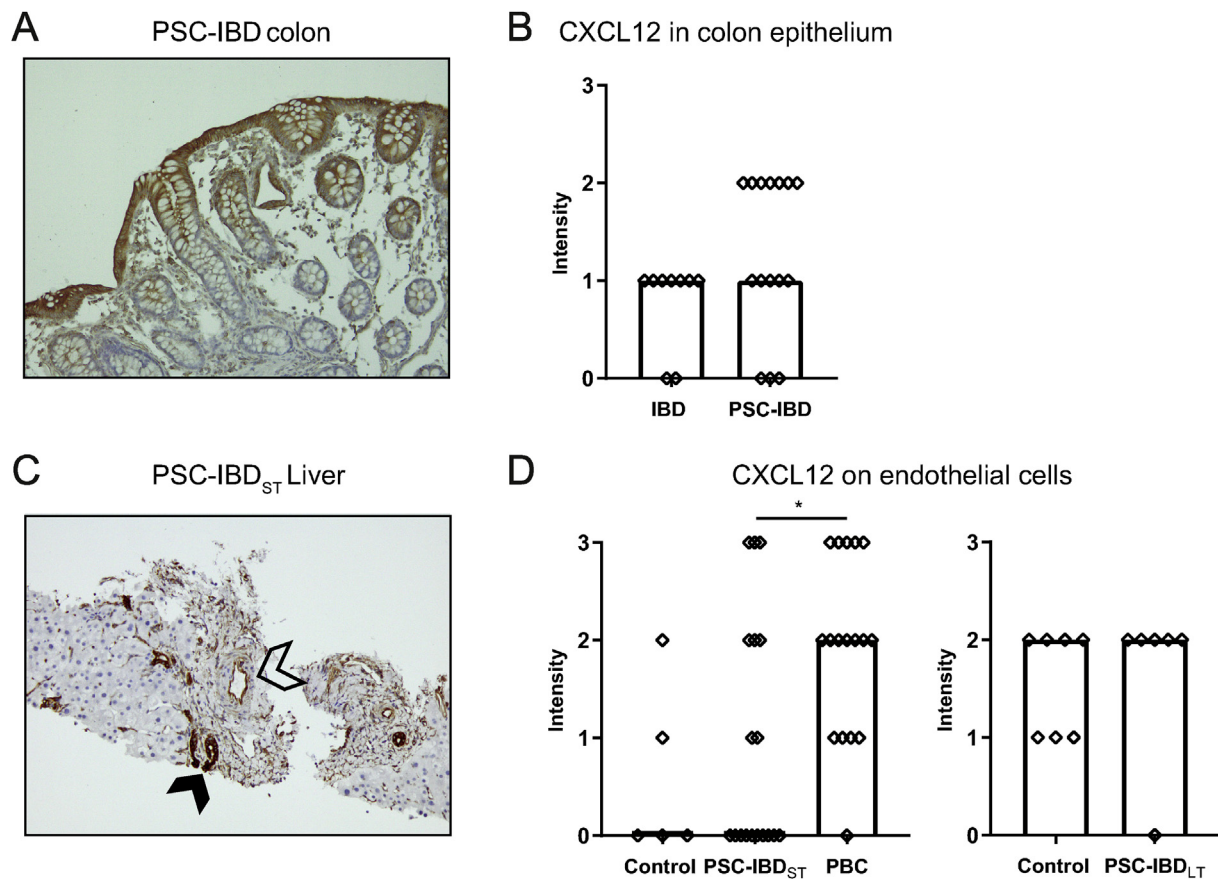 A
PSC-IBD colon
B
CXCL12 in colon epithelium
Intensity
3
2
1
0
IBD
PSC-IBD
C
PSC-IBDST Liver
D
CXCL12 on endothelial cells
*
Intensity
3
2
1
0
Control
PSC-IBDST
PBC
Intensity
3
2
1
0
Control
PSC-IBDLT